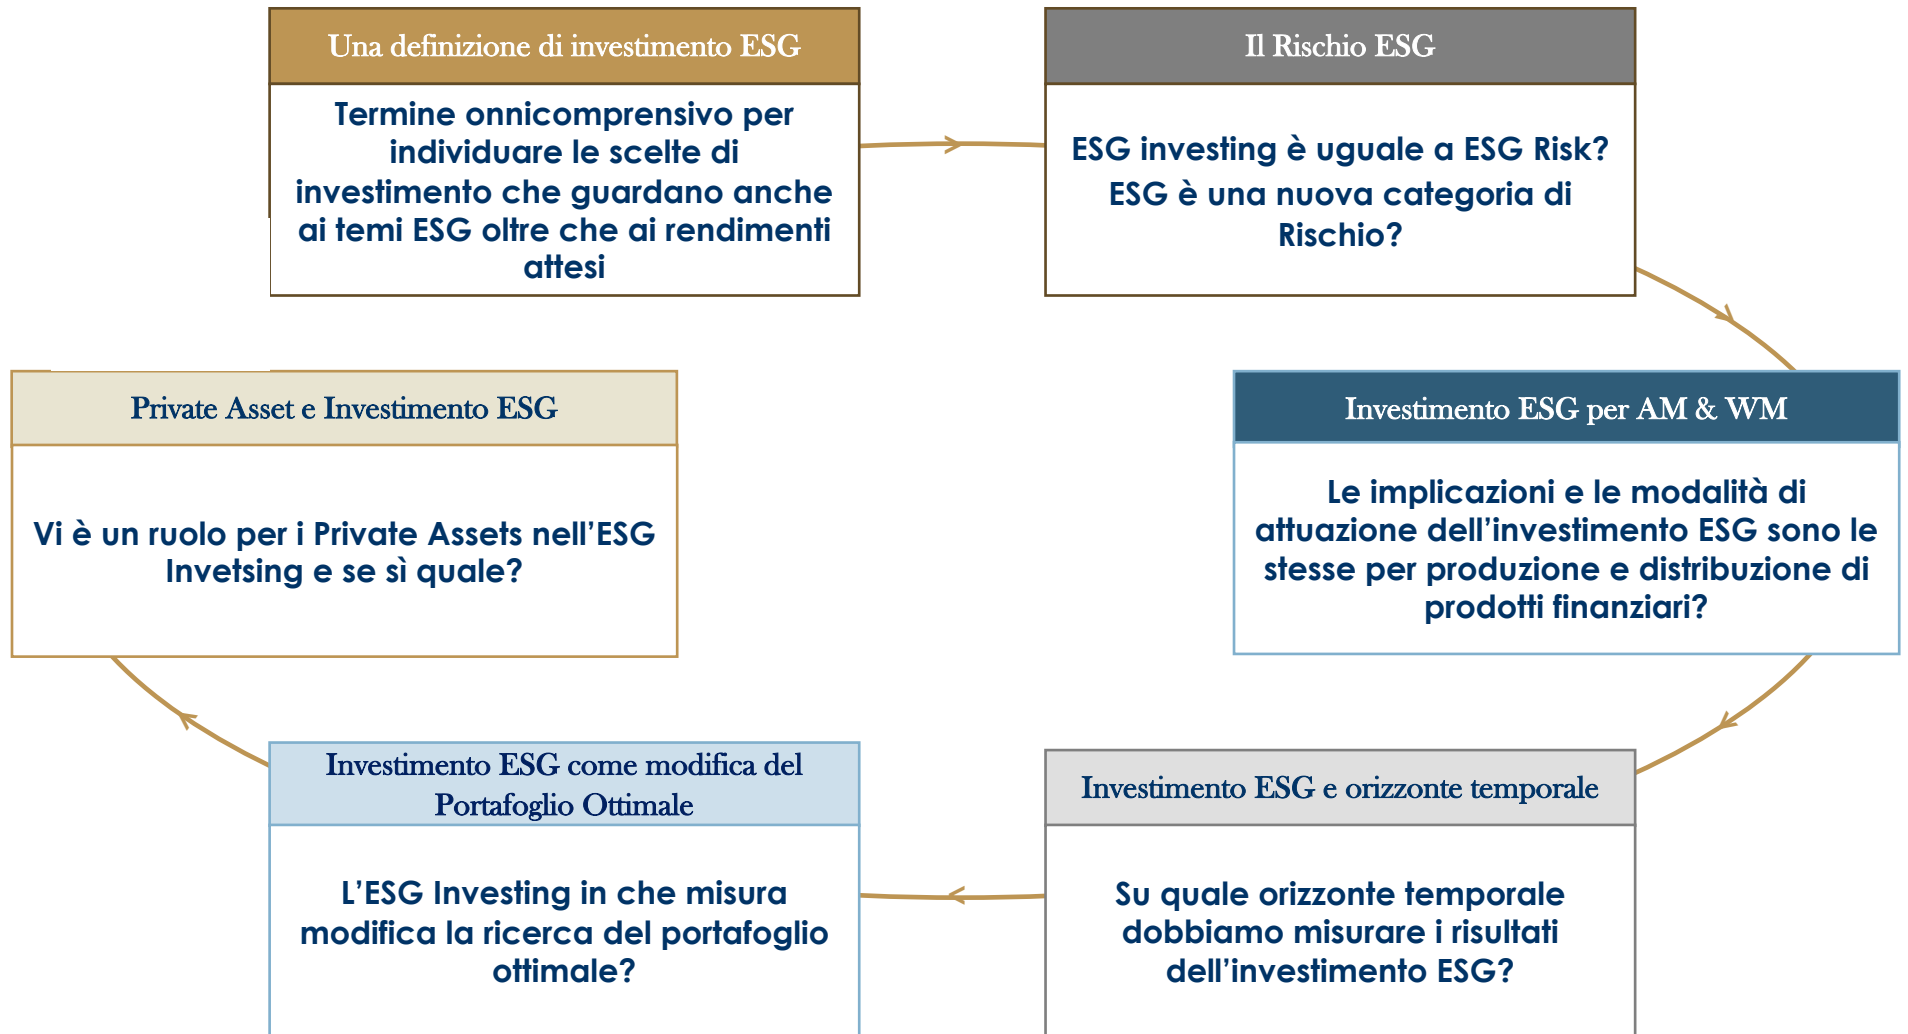 Una definizione di investimento ESG
Termine onnicomprensivo per
individuare le scelte di
investimento che guardano anche
ai temi ESG oltre che ai rendimenti
attesi
Il Rischio ESG
ESG investing è uguale a ESG Risk?
ESG è una nuova categoria di
Rischio?
Investimento ESG per AM & WM
Le implicazioni e le modalità di
attuazione dell’investimento ESG sono le
stesse per produzione e distribuzione di
prodotti finanziari?
Investimento ESG e orizzonte temporale
Su quale orizzonte temporale
dobbiamo misurare i risultati
dell’investimento ESG?
Investimento ESG come modifica del
Portafoglio Ottimale
L’ESG Investing in che misura
modifica la ricerca del portafoglio
ottimale?
Private Asset e Investimento ESG
Vi è un ruolo per i Private Assets nell’ESG
Invetsing e se sì quale?